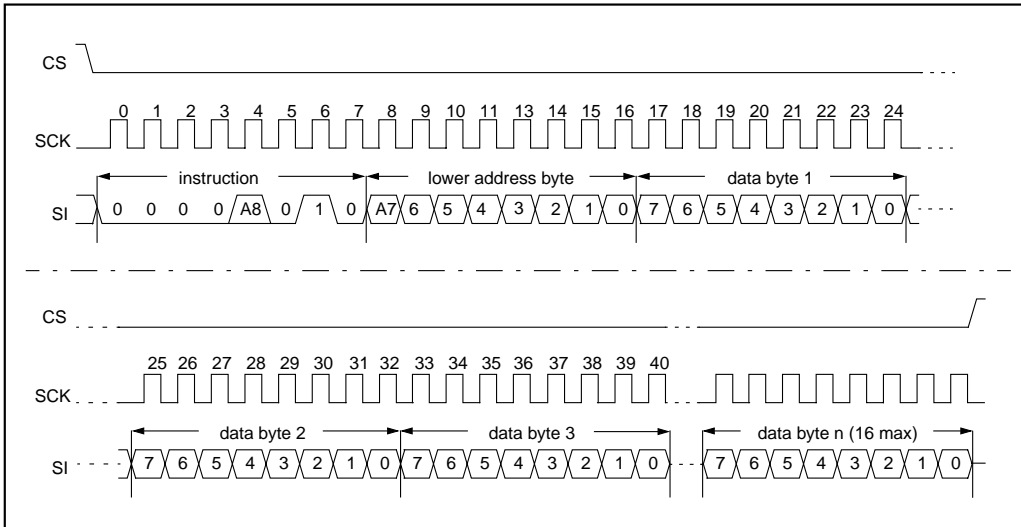 CS
0 1 2 3 4 5 6 7 8 9 10 11 13 14 15 16 17 18 19 20 21 22 23 24
SCK
instruction lower address byte data byte 1
SI 0 0 0 0 A8 0 1 0 A7 6 5 4 3 2 1 0 7 6 5 4 3 2 1 0
CS
25 26 27 28 29 30 31 32 33 34 35 36 37 38 39 40
SCK
data byte 2 data byte 3 data byte n (16 max)
SI 7 6 5 4 3 2 1 0 7 6 5 4 3 2 1 0 7 6 5 4 3 2 1 0